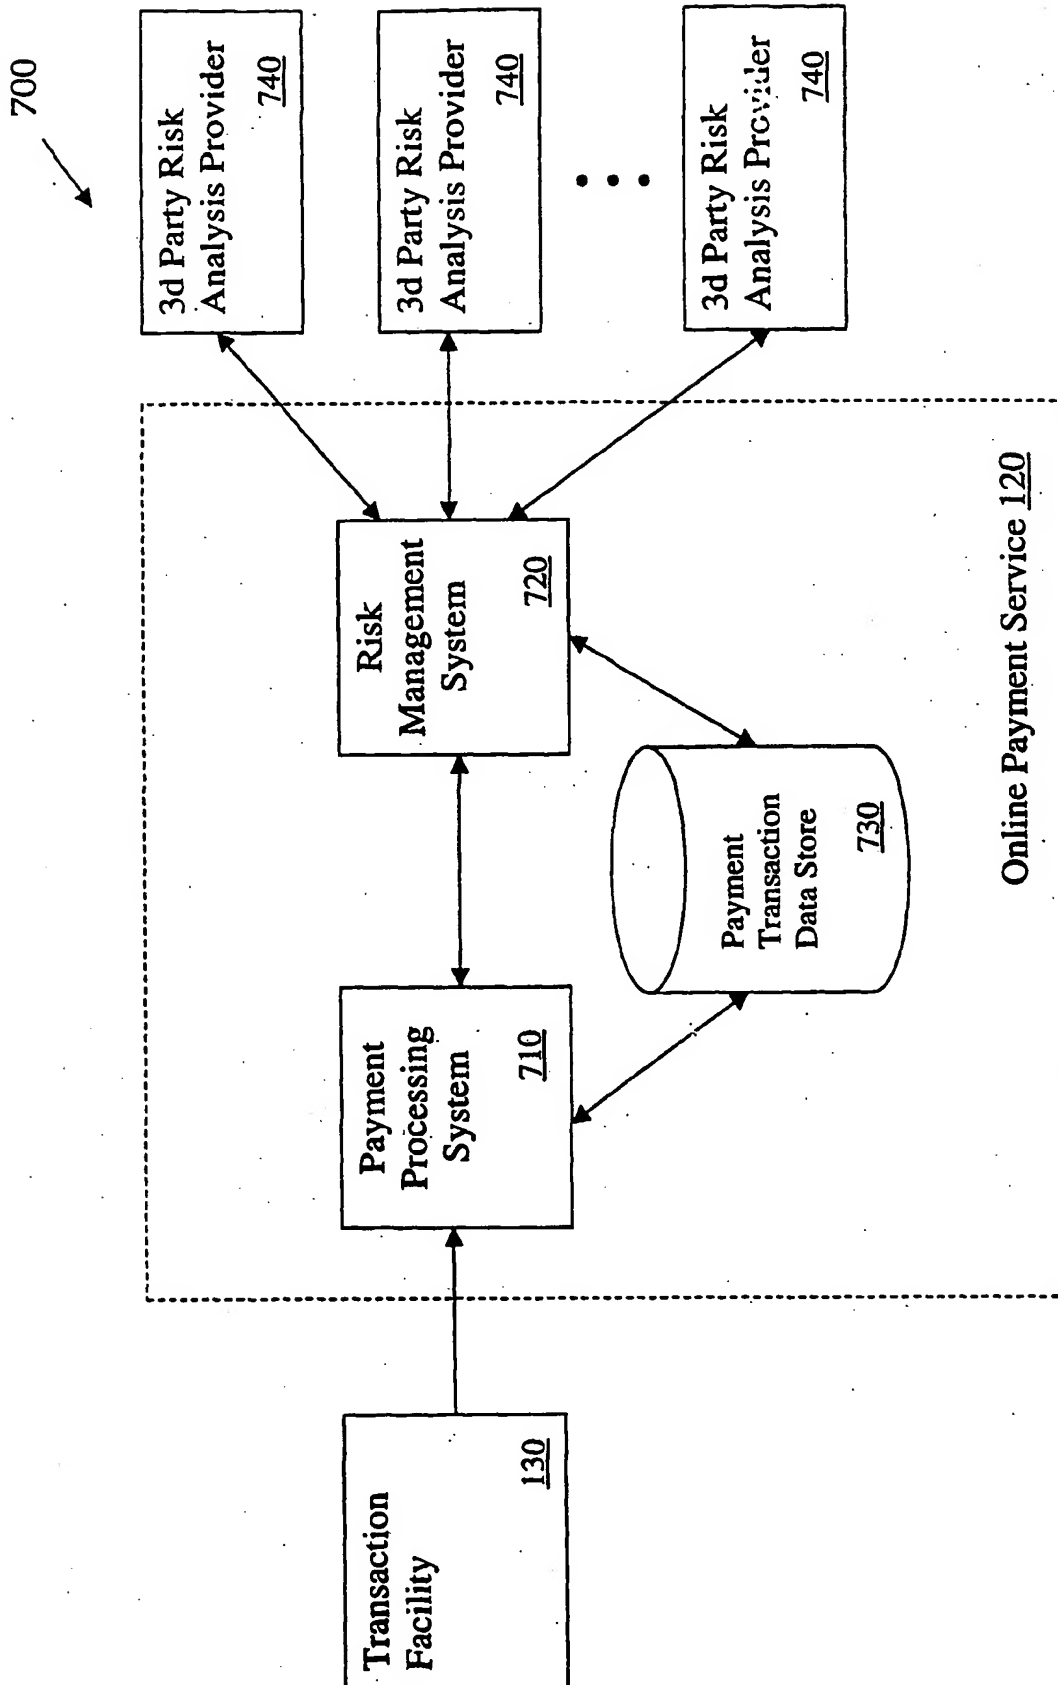 700
Transaction
Facility
130
Payment
Processing
System
710
Risk
Management
System
720
Payment
Transaction
Data Store
730
3d Party Risk
Analysis Provider
740
3d Party Risk
Analysis Provider
740
3d Party Risk
Analysis Provider
740
Online Payment Service 120